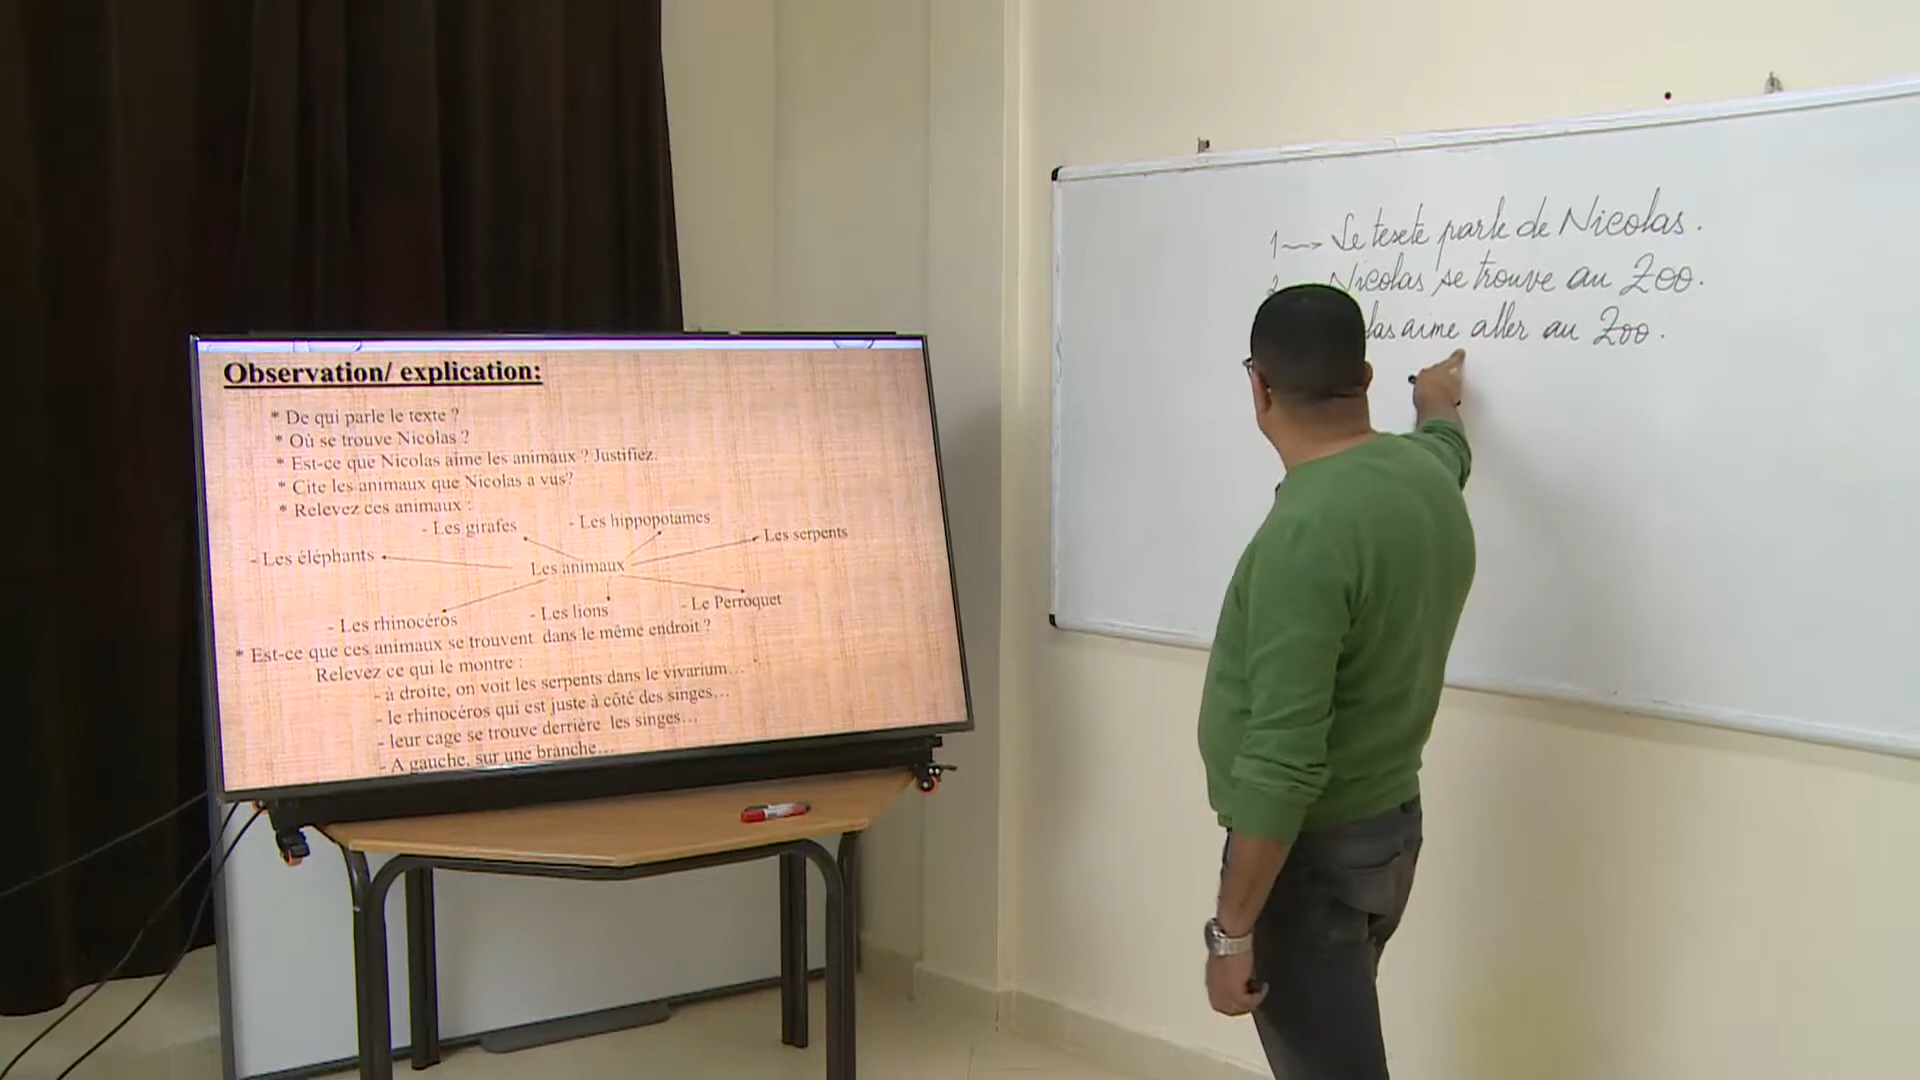 Observation/ explication:
* De qui parle le texte ?
* Où se trouve Nicolas ?
* Est-ce que Nicolas aime les animaux ? Justifiez.
* Cite les animaux que Nicolas a vus?
* Relevez ces animaux :
- Les girafes - Les hippopotames
- Les éléphants Les serpents
Les animaux
- Les rhinocéros - Les lions - Le Perroquet
* Est-ce que ces animaux se trouvent dans le même endroit ?
Relevez ce qui le montre :
- à droite, on voit les serpents dans le vivarium…
- le rhinocéros qui est juste à côté des singes…
- leur cage se trouve derrière les singes…
- A gauche, sur une branche…
1 → Le texte parle de Nicolas.
2 Nicolas se trouve au Zoo.
las aime aller au Zoo.